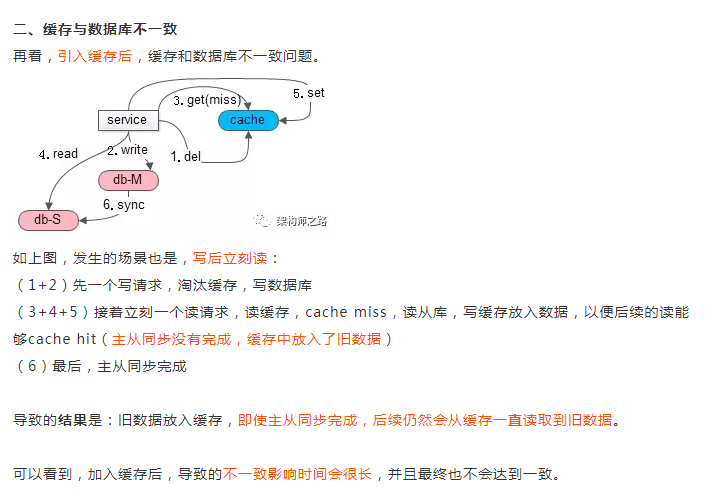 二、缓存与数据库不一致
再看，引入缓存后，缓存和数据库不一致问题。
5. set
3. get(miss)
service
cache
4. read
2. write
1. del
db-M
6. sync
db-S
架构师之路
如上图，发生的场景也是，写后立刻读：
（1+2）先一个写请求，淘汰缓存，写数据库
（3+4+5）接着立刻一个读请求，读缓存，cache miss，读从库，写缓存放入数据，以便后续的读能
够cache hit（主从同步没有完成，缓存中放入了旧数据）
（6）最后，主从同步完成
导致的结果是：旧数据放入缓存，即使主从同步完成，后续仍然会从缓存一直读取到旧数据。
可以看到，加入缓存后，导致的不一致影响时间会很长，并且最终也不会达到一致。